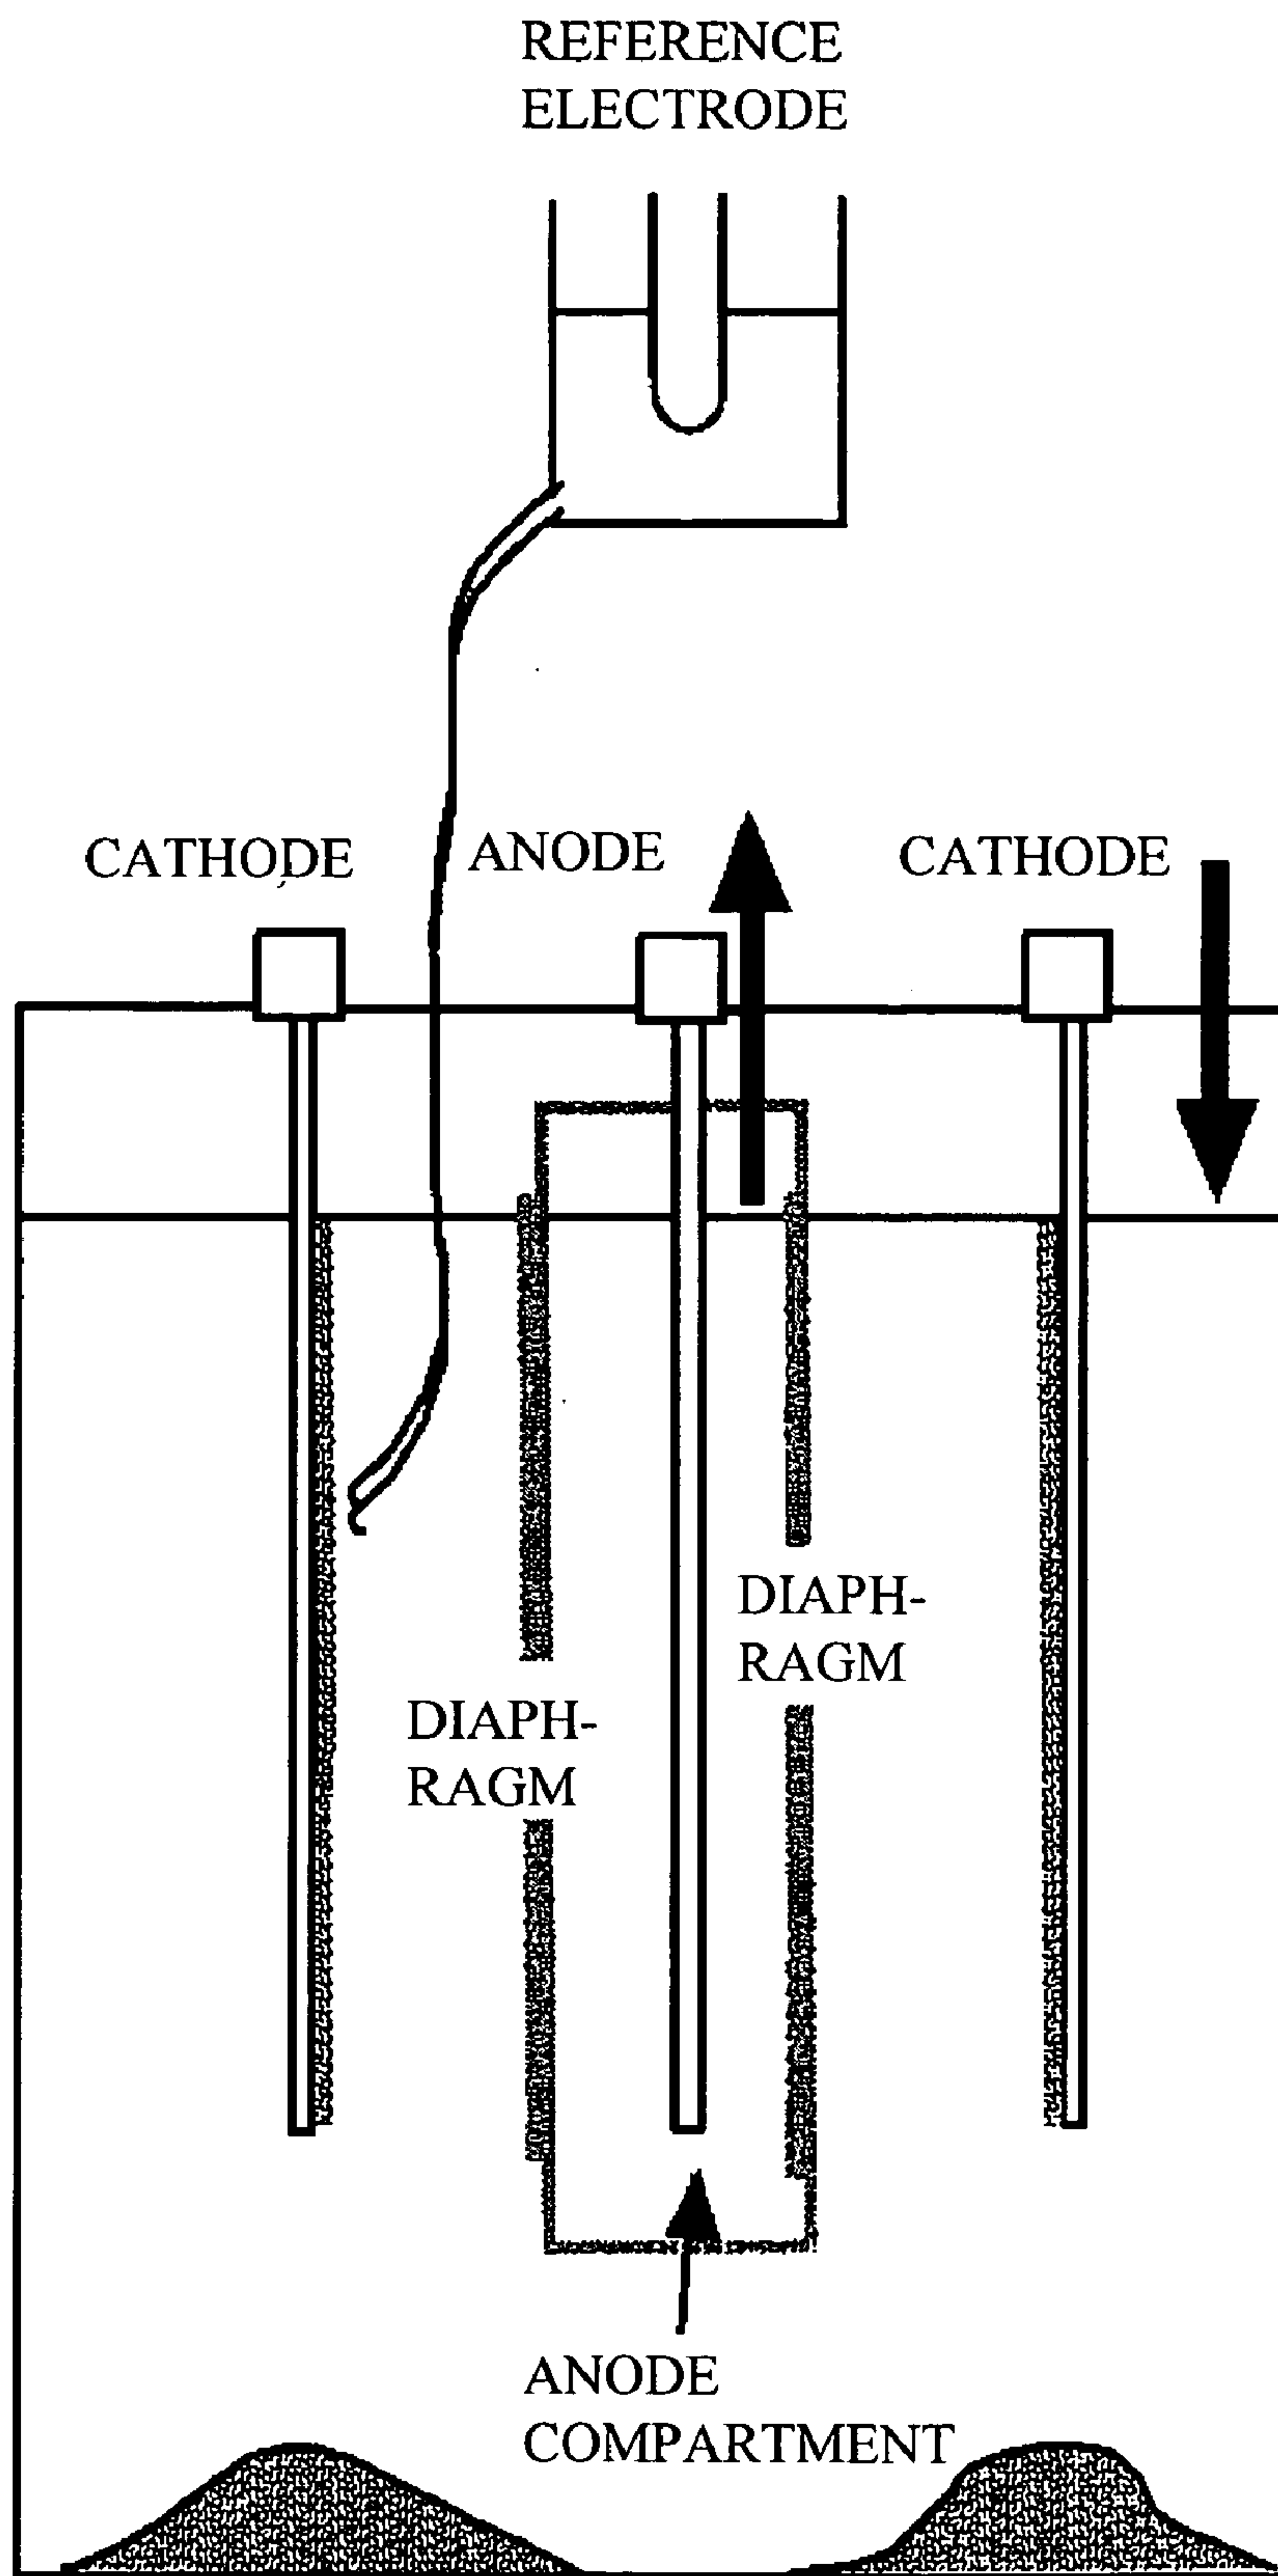 REFERENCE
ELECTRODE
CATHODE
ANODE
CATHODE
DIAPH-
RAGM
DIAPH-
RAGM
ANODE
COMPARTMENT